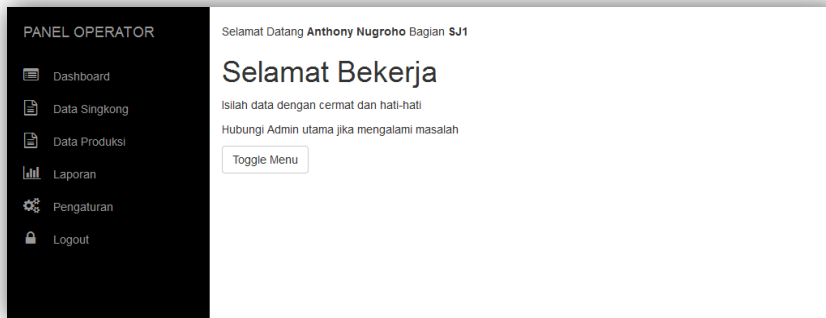 PANEL OPERATOR
Dashboard
Data Singkong
Data Produksi
Laporan
Pengaturan
Logout
Selamat Datang Anthony Nugroho Bagian SJ1
Selamat Bekerja
Isilah data dengan cermat dan hati-hati
Hubungi Admin utama jika mengalami masalah
Toggle Menu